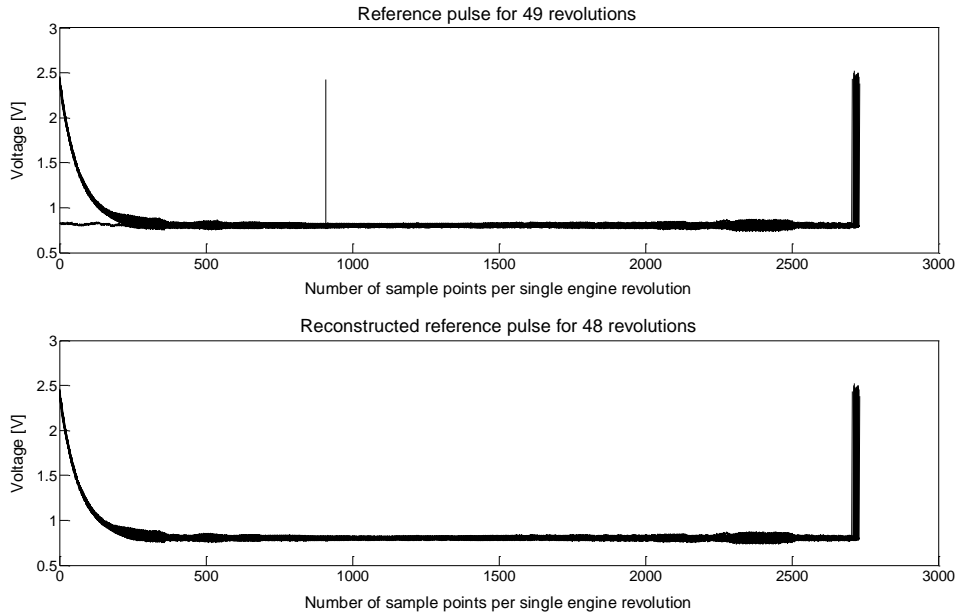 Reference pulse for 49 revolutions
3
2.5
2
1.5
1
0.5
Voltage [V]
0 500 1000 1500 2000 2500 3000
Number of sample points per single engine revolution
Reconstructed reference pulse for 48 revolutions
3
2.5
2
1.5
1
0.5
Voltage [V]
0 500 1000 1500 2000 2500 3000
Number of sample points per single engine revolution